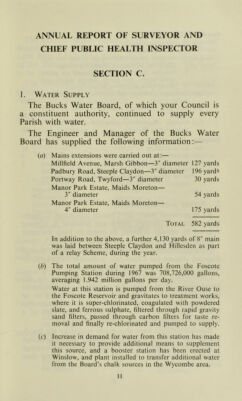 ANNUAL REPORT OF SURVEYOR AND
CHIEF PUBLIC HEALTH INSPECTOR
SECTION C.
1. WATER SUPPLY
The Bucks Water Board, of which your Council is
a constituent authority, continued to supply every
Parish with water.
The Engineer and Manager of the Bucks Water
Board has supplied the following information:—
(a) Mains extensions were carried out at:—
Millfield Avenue, Marsh Gibbon—3" diameter 127 yards
Padbury Road, Steeple Claydon—3" diameter 196 yards
Portway Road, Twyford—3" diameter 30 yards
Manor Park Estate, Maids Moreton—
3" diameter 54 yards
Manor Park Estate, Maids Moreton—
4" diameter 175 yards
TOTAL 582 yards
In addition to the above, a further 4,130 yards of 8" main
was laid between Steeple Claydon and Hillesden as part
of a relay Scheme, during the year.
(b) The total amount of water pumped from the Foscote
Pumping Station during 1967 was 708,726,000 gallons,
averaging 1.942 million gallons per day.
Water at this station is pumped from the River Ouse to
the Foscote Reservoir and gravitates to treatment works,
where it is super-chlorinated, coagulated with powdered
slate, and ferrous sulphate, filtered through rapid gravity
sand filters, passed through carbon filters for taste re-
moval and finally re-chlorinated and pumped to supply.
(c) Increase in demand for water from this station has made
it necessary to provide additional means to supplement
this source, and a booster station has been erected at
Winslow, and plant installed to transfer additional water
from the Board's chalk sources in the Wycombe area.
11